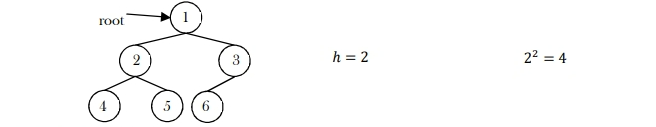 root 1
2 3 h = 2 2² = 4
4 5 6